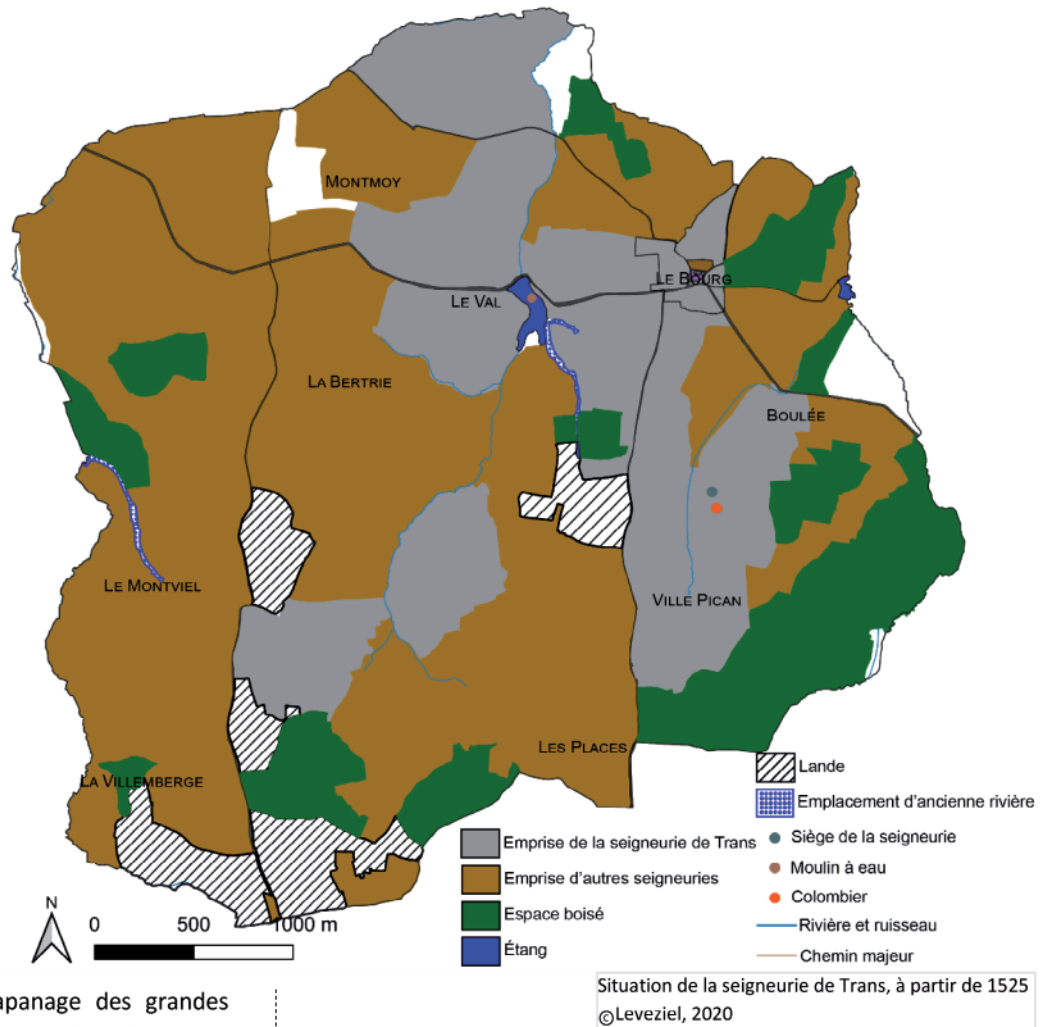 MONTMOY
LE BOURG
LE VAL
LA BERTRIE
BOULÉE
LE MONTVIEL
VILLE PICAN
LES PLACES
LA VILLEMBERGE
Lande
Emplacement d'ancienne rivière
Emprise de la seigneurie de Trans
Siège de la seigneurie
Moulin à eau
Emprise d'autres seigneuries
Colombier
Espace boisé
Rivière et ruisseau
Étang
Chemin majeur
N
0 500 1000 m
apanage des grandes
Situation de la seigneurie de Trans, à partir de 1525
©Leveziel, 2020